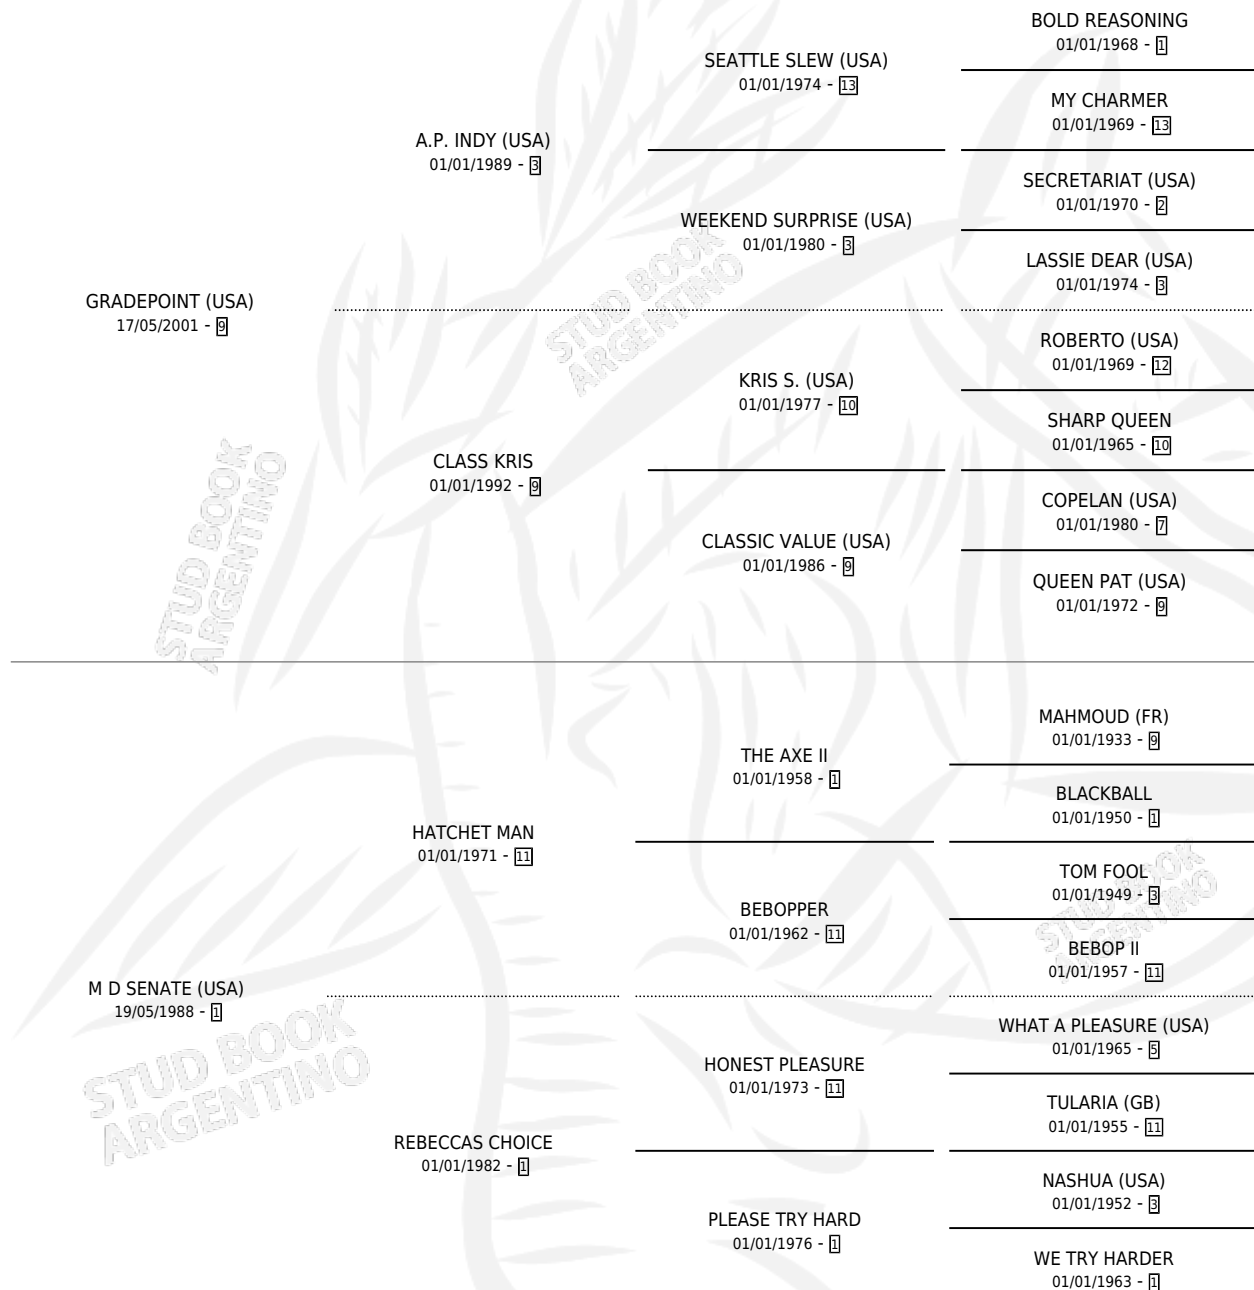 BOLD REASONING
01/01/1968 - 1
SEATTLE SLEW (USA)
01/01/1974 - 13
MY CHARMER
01/01/1969 - 13
A.P. INDY (USA)
01/01/1989 - 3
SECRETARIAT (USA)
01/01/1970 - 2
WEEKEND SURPRISE (USA)
01/01/1980 - 3
LASSIE DEAR (USA)
01/01/1974 - 3
GRADEPOINT (USA)
17/05/2001 - 9
ROBERTO (USA)
01/01/1969 - 12
KRIS S. (USA)
01/01/1977 - 10
SHARP QUEEN
01/01/1965 - 10
CLASS KRIS
01/01/1992 - 9
COPELAN (USA)
01/01/1980 - 7
CLASSIC VALUE (USA)
01/01/1986 - 9
QUEEN PAT (USA)
01/01/1972 - 9
MAHMOUD (FR)
01/01/1933 - 9
THE AXE II
01/01/1958 - 1
BLACKBALL
01/01/1950 - 1
HATCHET MAN
01/01/1971 - 11
TOM FOOL
01/01/1949 - 3
BEBOPPER
01/01/1962 - 11
BEBOP II
01/01/1957 - 11
M D SENATE (USA)
19/05/1988 - 1
WHAT A PLEASURE (USA)
01/01/1965 - 5
HONEST PLEASURE
01/01/1973 - 11
TULARIA (GB)
01/01/1955 - 11
REBECCAS CHOICE
01/01/1982 - 1
NASHUA (USA)
01/01/1952 - 3
PLEASE TRY HARD
01/01/1976 - 1
WE TRY HARDER
01/01/1963 - 1
STUD BOOK
ARGENTINO
STUD BOOK
ARGENTINO
STUD BOOK
ARGENTINO
STUD BOOK
ARGENTINO